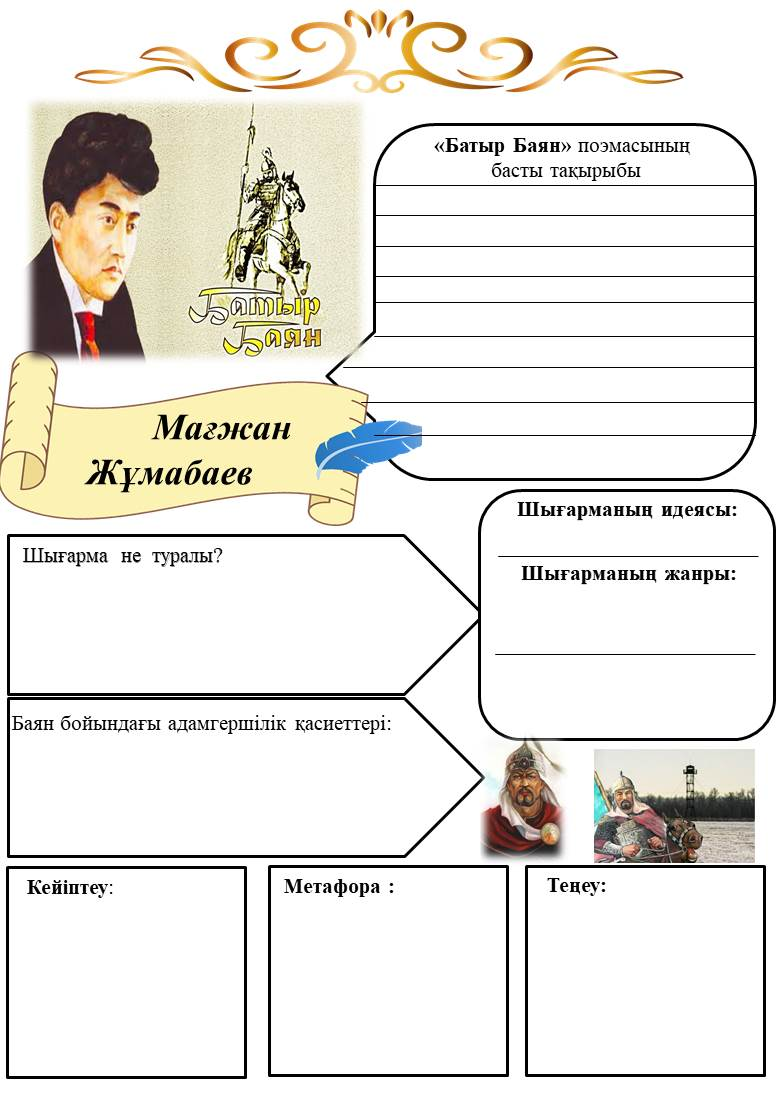 Батыр
Баян
«Батыр Баян» поэмасының
басты тақырыбы
Мағжан
Жұмабаев
Шығарманың идеясы:
Шығарманың жанры:
Шығарма не туралы?
Баян бойындағы адамгершілік қасиеттері:
Кейіптеу:
Метафора :
Теңеу: